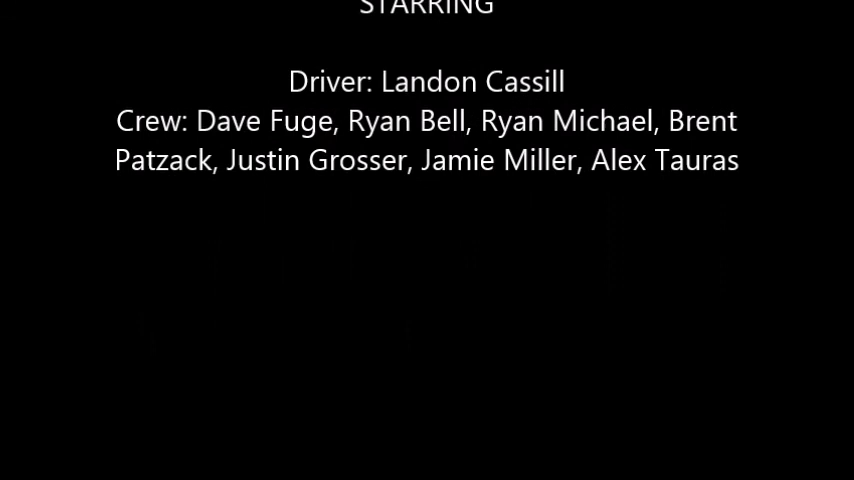 STARRING
Driver: Landon Cassill
Crew: Dave Fuge, Ryan Bell, Ryan Michael, Brent
Patzack, Justin Grosser, Jamie Miller, Alex Tauras